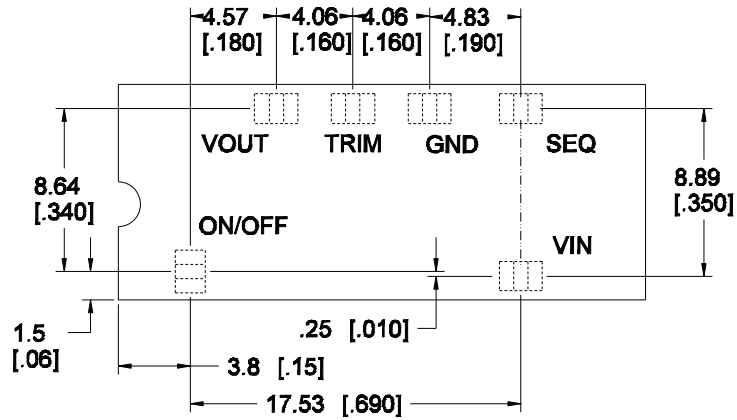 4.57 4.06 4.06 4.83
[.180] [.160] [.160] [.190]
VOUT TRIM GND SEQ
8.64
[.340]
8.89
[.350]
ON/OFF
VIN
1.5
[.06]
.25 [.010]
3.8 [.15]
17.53 [.690]